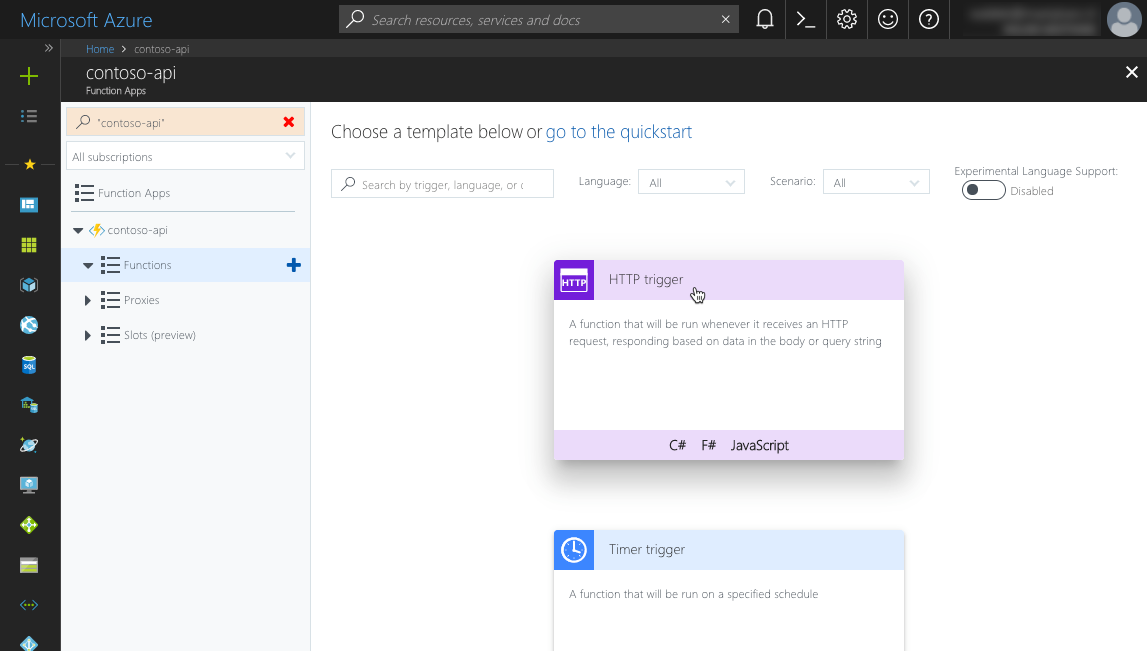 Microsoft Azure
Search resources, services and docs
Home > contoso-api
contoso-api
Function Apps
"contoso-api"
All subscriptions
Function Apps
contoso-api
Functions
Proxies
Slots (preview)
Choose a template below or go to the quickstart
Search by trigger, language, or
Language: All
Scenario: All
Experimental Language Support:
Disabled
HTTP
HTTP trigger
A function that will be run whenever it receives an HTTP
request, responding based on data in the body or query string
C# F# JavaScript
Timer trigger
A function that will be run on a specified schedule
SQL